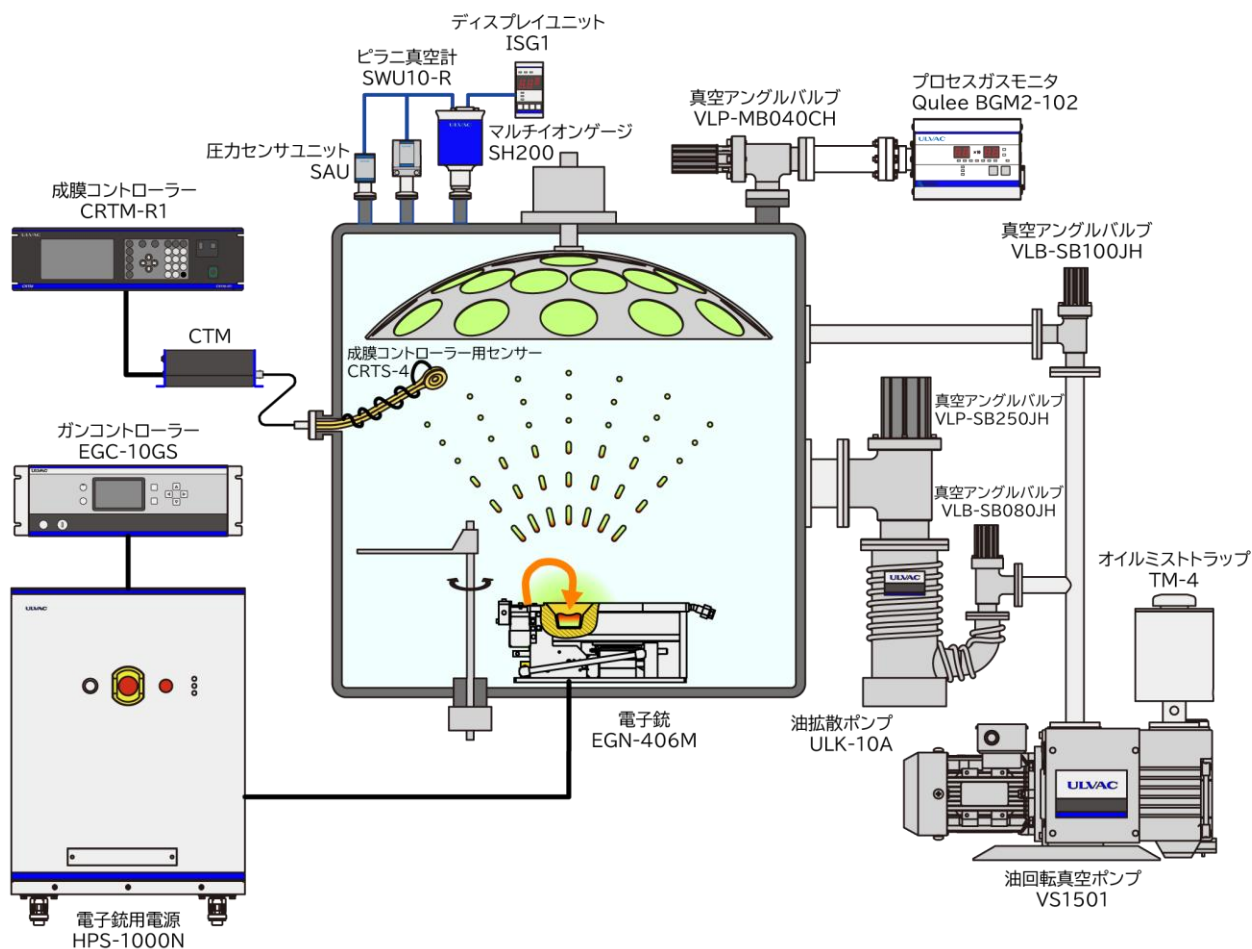 ディスプレイユニット
ISG1
ピラニ真空計
SWU10-R
マルチイオンゲージ
SH200
ULVAC
圧力センサユニット
SAU
真空アングルバルブ
VLP-MB040CH
プロセスガスモニタ
Qulee BGM2-102
成膜コントローラー
CRTM-R1
ULVAC
CTM
成膜コントローラー用センサー
CRTS-4
真空アングルバルブ
VLB-SB100JH
真空アングルバルブ
VLP-SB250JH
真空アングルバルブ
VLB-SB080JH
ULVAC
ガンコントローラー
EGC-10GS
ULVAC
ULVAC
オイルミストトラップ
TM-4
電子銃
EGN-406M
油拡散ポンプ
ULK-10A
ULVAC
油回転真空ポンプ
VS1501
電子銃用電源
HPS-1000N